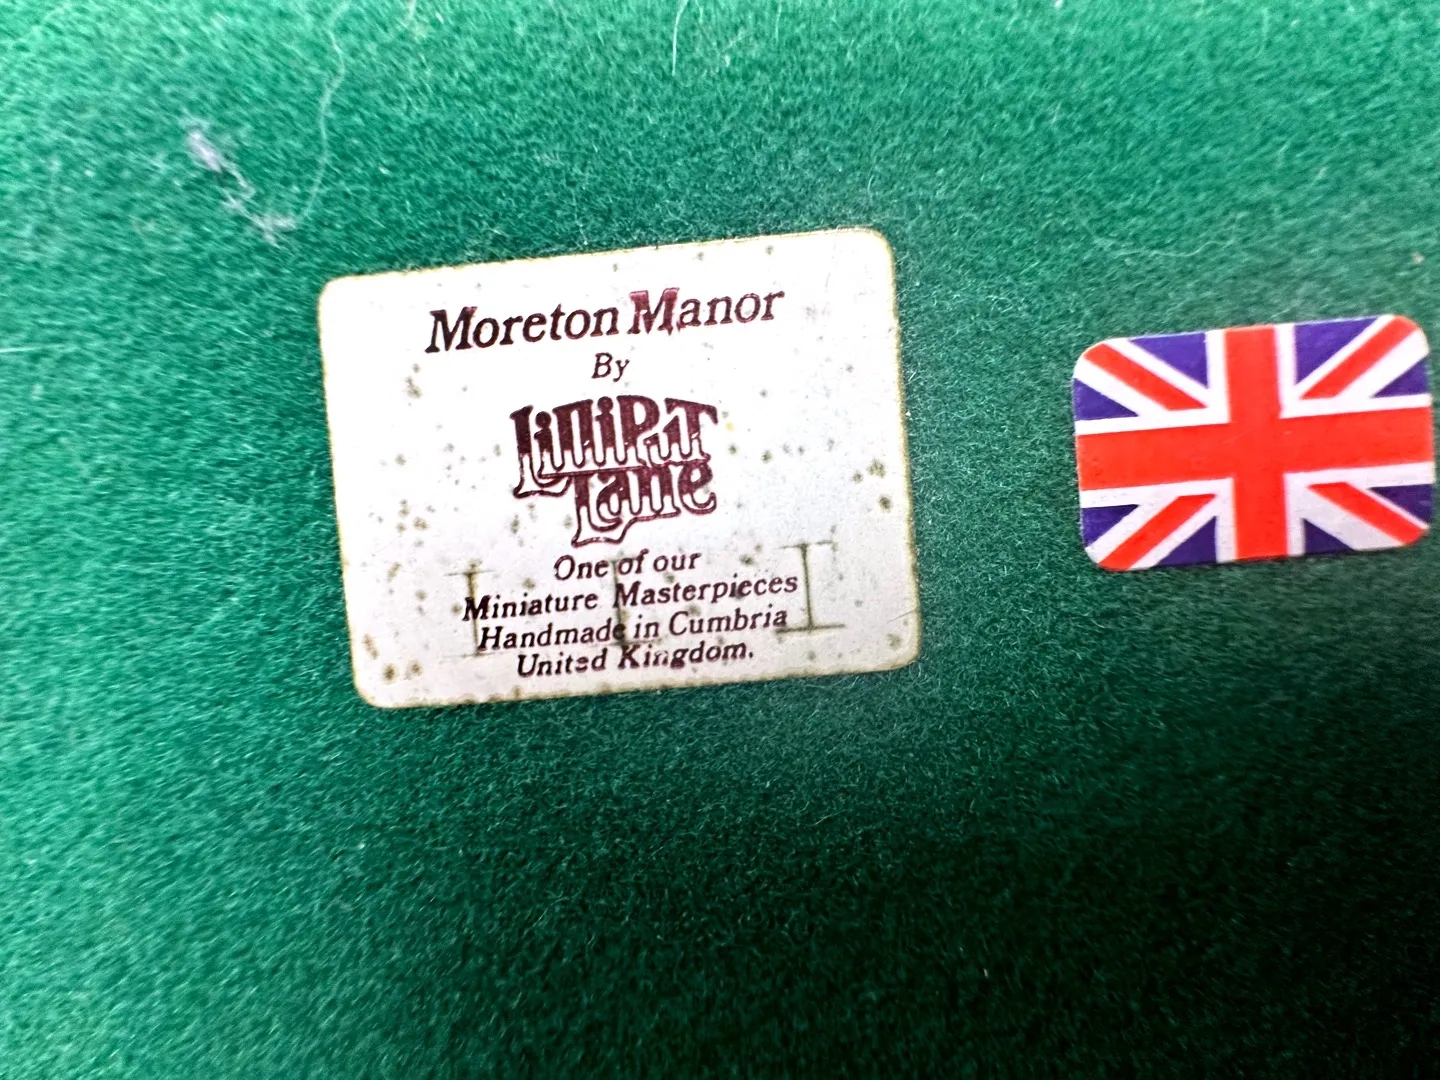 Moreton Manor
By
Lilliput
Lane
One of our
Miniature Masterpieces
Handmade in Cumbria
United Kingdom.